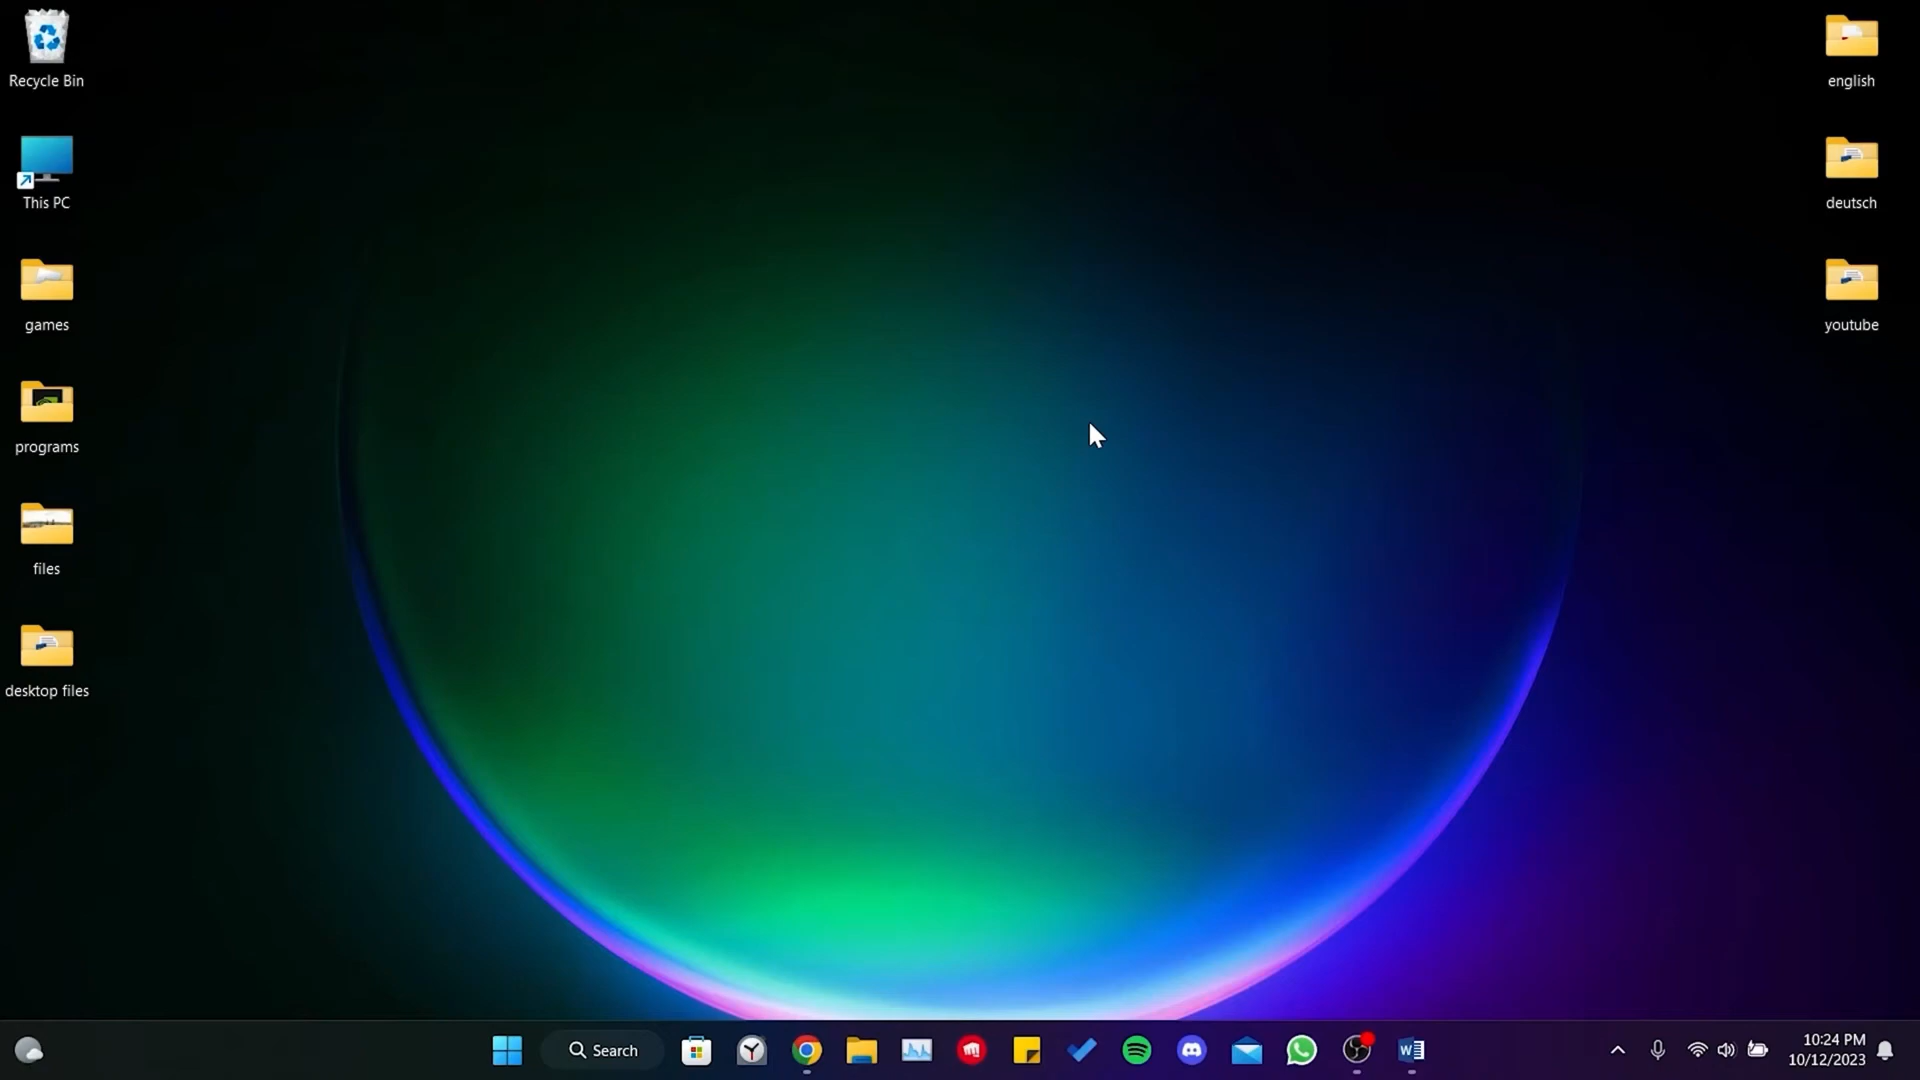 Recycle Bin
This PC
games
programs
files
desktop files
english
deutsch
youtube
Search
10:24 PM
10/12/2023